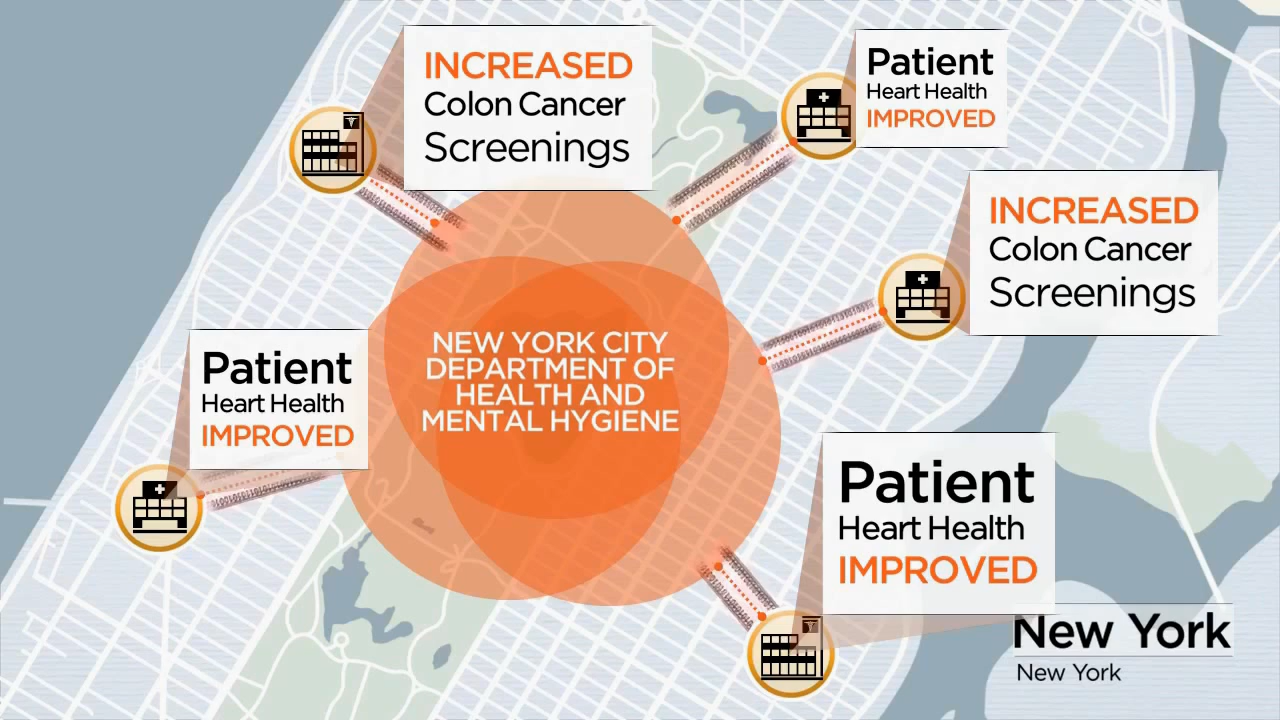 INCREASED
Colon Cancer
Screenings
Patient
Heart Health
IMPROVED
INCREASED
Colon Cancer
Screenings
NEW YORK CITY
DEPARTMENT OF
HEALTH AND
MENTAL HYGIENE
Patient
Heart Health
IMPROVED
Patient
Heart Health
IMPROVED
New York
New York